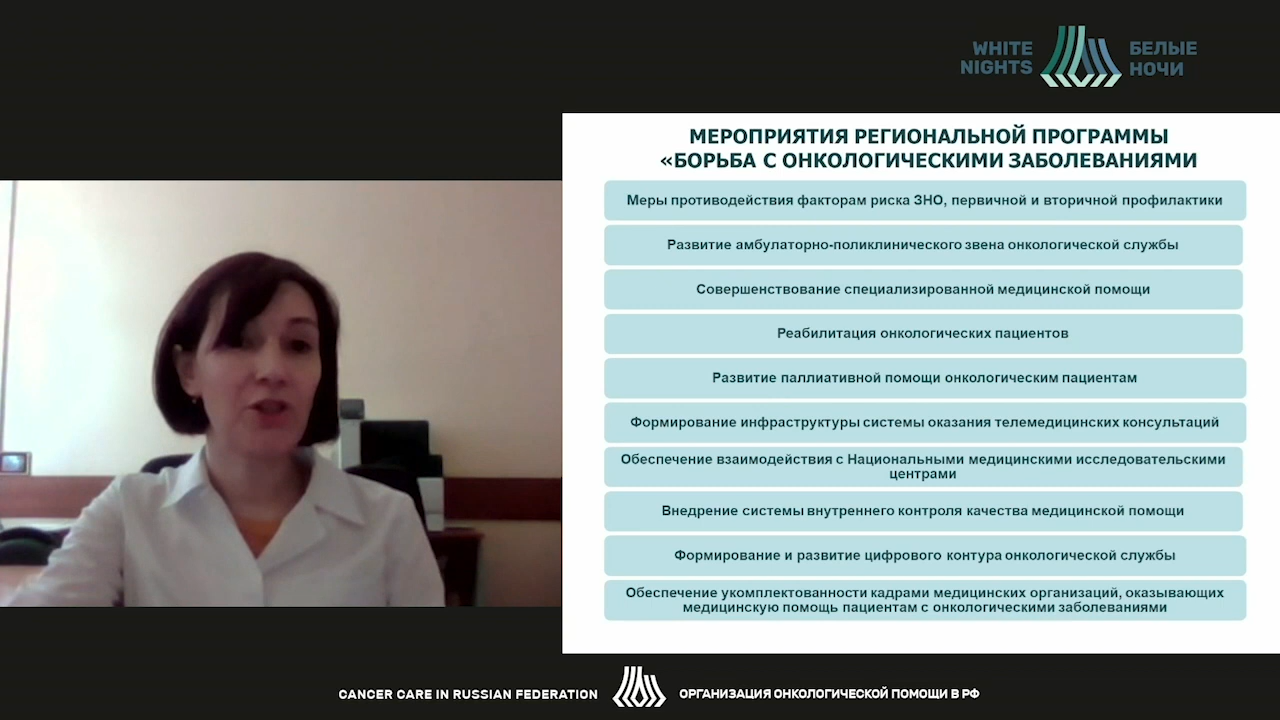 WHITE
NIGHTS
БЕЛЫЕ
НОЧИ
МЕРОПРИЯТИЯ РЕГИОНАЛЬНОЙ ПРОГРАММЫ
«БОРЬБА С ОНКОЛОГИЧЕСКИМИ ЗАБОЛЕВАНИЯМИ
Меры противодействия факторам риска ЗНО, первичной и вторичной профилактики
Развитие амбулаторно-поликлинического звена онкологической службы
Совершенствование специализированной медицинской помощи
Реабилитация онкологических пациентов
Развитие паллиативной помощи онкологическим пациентам
Формирование инфраструктуры системы оказания телемедицинских консультаций
Обеспечение взаимодействия с Национальными медицинскими исследовательскими
центрами
Внедрение системы внутреннего контроля качества медицинской помощи
Формирование и развитие цифрового контура онкологической службы
Обеспечение укомплектованности кадрами медицинских организаций, оказывающих
медицинскую помощь пациентам с онкологическими заболеваниями
CANCER CARE IN RUSSIAN FEDERATION
ОРГАНИЗАЦИЯ ОНКОЛОГИЧЕСКОЙ ПОМОЩИ В РФ